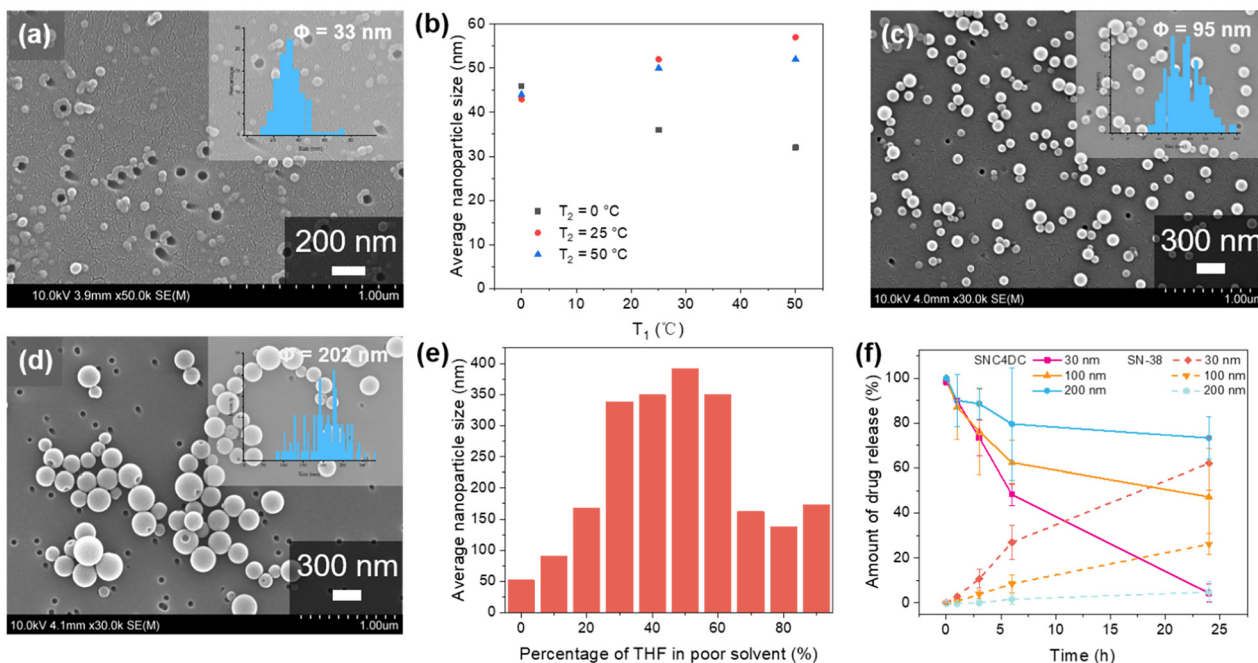 (a)
Φ = 33 nm
Percentage
Size (nm)
200 nm
10.0kV 3.9mm x50.0k SE(M)
1.00um
(b)
Average nanoparticle size (nm)
60
50
40
30
20
10
0
T₂ = 0 °C
T₂ = 25 °C
T₂ = 50 °C
0 10 20 30 40 50
T₁ (℃)
(c)
Φ = 95 nm
300 nm
10.0kV 4.0mm x30.0k SE(M)
1.00um
(d)
Φ = 202 nm
300 nm
10.0kV 4.1mm x30.0k SE(M)
1.00um
(e)
Average nanoparticle size (nm)
400
350
300
250
200
150
100
50
0
0 20 40 60 80
Percentage of THF in poor solvent (%)
(f)
Amount of drug release (%)
SNC4DC SN-38
30 nm 30 nm
100 nm 100 nm
200 nm 200 nm
100
80
60
40
20
0
0 5 10 15 20 25
Time (h)